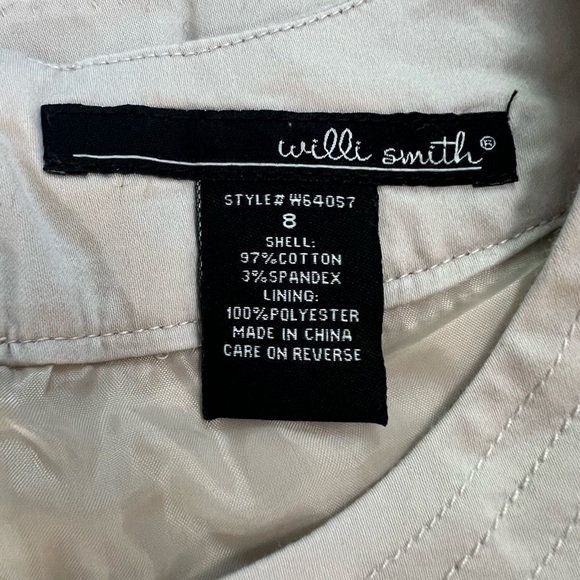 willi smith®
STYLE# W64057
8
SHELL:
97%COTTON
3%SPANDEX
LINING:
100%POLYESTER
MADE IN CHINA
CARE ON REVERSE